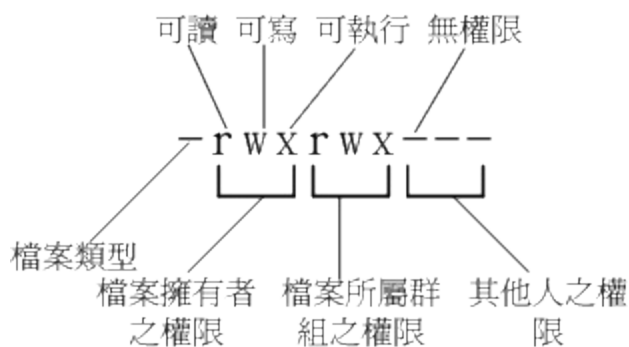 可讀 可寫 可執行 無權限
-rwxrwx---
檔案類型
檔案擁有者
之權限
檔案所屬群
組之權限
其他人之權
限